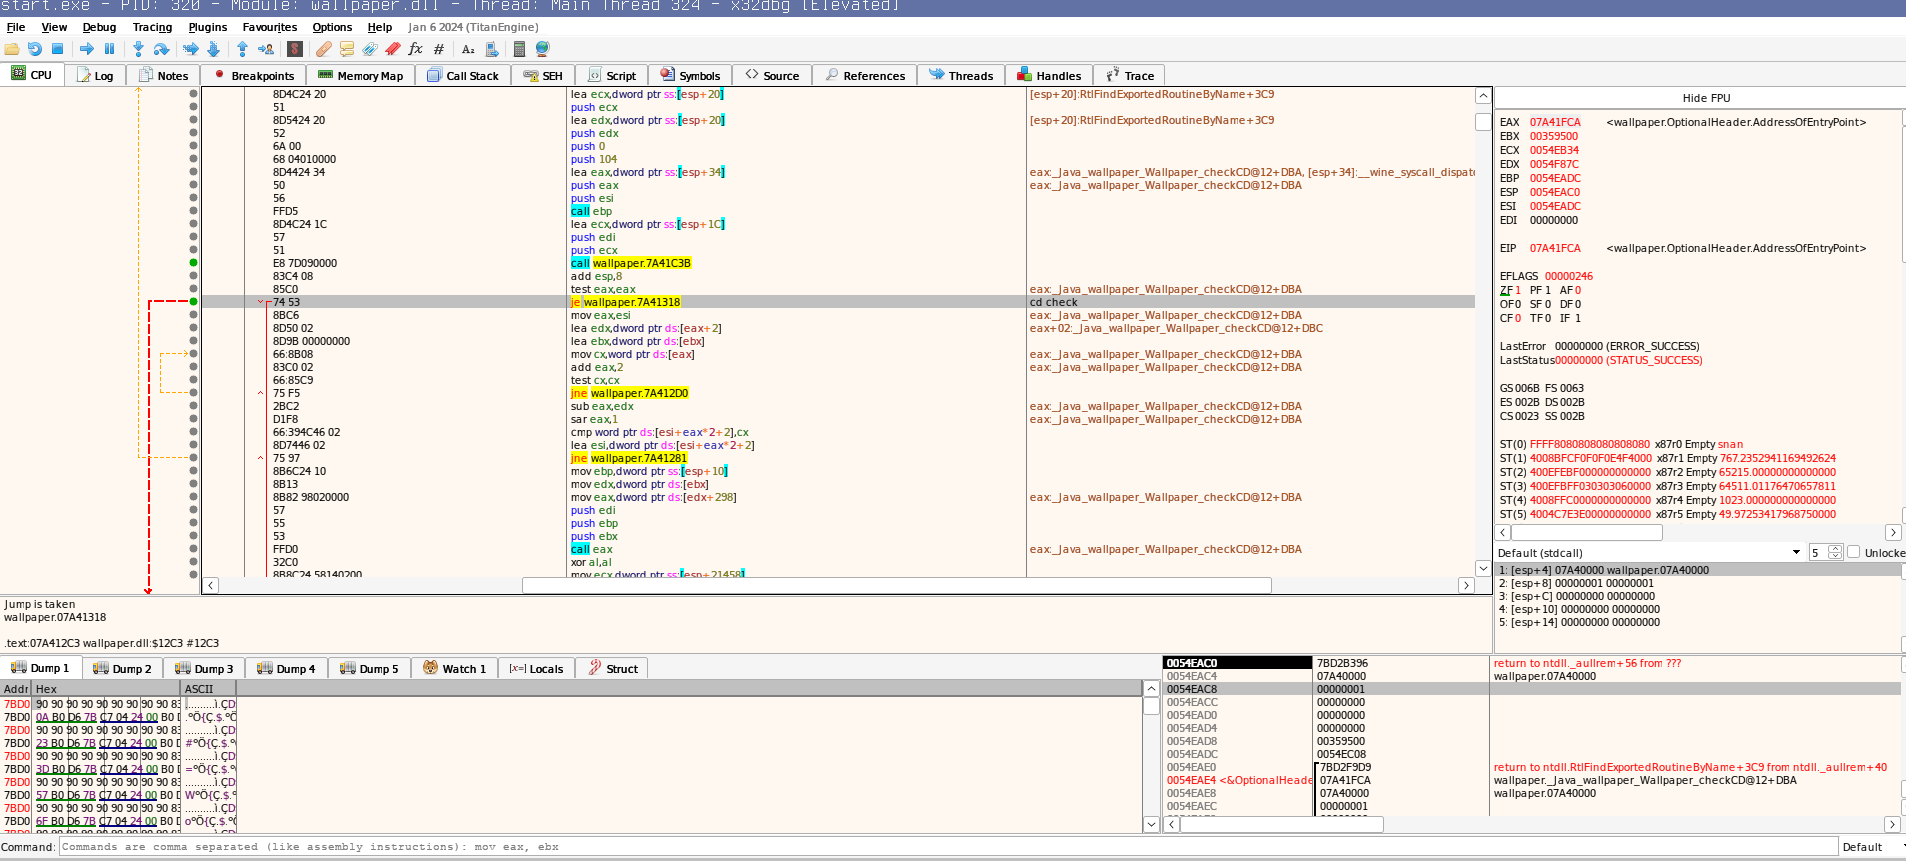 start.exe - PID: 320 - Module: wallpaper.dll - Thread: Main Thread 324 - x32dbg [Elevated]
File View Debug Tracing Plugins Favourites Options Help Jan 6 2024 (TitanEngine)
CPU Log Notes Breakpoints Memory Map Call Stack SEH Script Symbols Source References Threads Handles Trace
8D4C24 20 lea ecx,dword ptr ss:[esp+20] [esp+20]:RtlFindExportedRoutineByName+3C9
51 push ecx
8D5424 20 lea edx,dword ptr ss:[esp+20] [esp+20]:RtlFindExportedRoutineByName+3C9
52 push edx
6A 00 push 0
68 04010000 push 104
8D4424 34 lea eax,dword ptr ss:[esp+34] eax:_Java_wallpaper_Wallpaper_checkCD@12+DBA, [esp+34]:__wine_syscall_dispat
50 push eax eax:_Java_wallpaper_Wallpaper_checkCD@12+DBA
56 push esi
FFD5 call ebp
8D4C24 1C lea ecx,dword ptr ss:[esp+1C]
57 push edi
51 push ecx
E8 7D090000 call wallpaper.7A41C3B
83C4 08 add esp,8
85C0 test eax,eax eax:_Java_wallpaper_Wallpaper_checkCD@12+DBA
74 53 je wallpaper.7A41318 cd check
8BC6 mov eax,esi eax:_Java_wallpaper_Wallpaper_checkCD@12+DBA
8D50 02 lea edx,dword ptr ds:[eax+2] eax+02:_Java_wallpaper_Wallpaper_checkCD@12+DBC
8D9B 00000000 lea ebx,dword ptr ds:[ebx]
66:8B08 mov cx,word ptr ds:[eax] eax:_Java_wallpaper_Wallpaper_checkCD@12+DBA
83C0 02 add eax,2 eax:_Java_wallpaper_Wallpaper_checkCD@12+DBA
66:85C9 test cx,cx
75 F5 jne wallpaper.7A412D0
2BC2 sub eax,edx eax:_Java_wallpaper_Wallpaper_checkCD@12+DBA
D1F8 sar eax,1 eax:_Java_wallpaper_Wallpaper_checkCD@12+DBA
66:394C46 02 cmp word ptr ds:[esi+eax*2+2],cx
8D7446 02 lea esi,dword ptr ds:[esi+eax*2+2]
75 97 jne wallpaper.7A41281
8B6C24 10 mov ebp,dword ptr ss:[esp+10]
8B13 mov edx,dword ptr ds:[ebx]
8B82 98020000 mov eax,dword ptr ds:[edx+298] eax:_Java_wallpaper_Wallpaper_checkCD@12+DBA
57 push edi
55 push ebp
53 push ebx
FFD0 call eax eax:_Java_wallpaper_Wallpaper_checkCD@12+DBA
32C0 xor al,al
8B8C24 58140200 mov ecx,dword ptr ss:[esp+21458]
Hide FPU
EAX 07A41FCA <wallpaper.OptionalHeader.AddressOfEntryPoint>
EBX 00359500
ECX 0054EB34
EDX 0054F87C
EBP 0054EADC
ESP 0054EAC0
ESI 0054EADC
EDI 00000000
EIP 07A41FCA <wallpaper.OptionalHeader.AddressOfEntryPoint>
EFLAGS 00000246
ZF 1 PF 1 AF 0
OF 0 SF 0 DF 0
CF 0 TF 0 IF 1
LastError 00000000 (ERROR_SUCCESS)
LastStatus 00000000 (STATUS_SUCCESS)
GS 006B FS 0063
ES 002B DS 002B
CS 0023 SS 002B
ST(0) FFFF8080808080808080 x87r0 Empty snan
ST(1) 4008BFCF0F0F0E4F4000 x87r1 Empty 767.2352941169492624
ST(2) 400EFEBF000000000000 x87r2 Empty 65215.00000000000000
ST(3) 400EFBFF030303060000 x87r3 Empty 64511.01176470657811
ST(4) 4008FFC0000000000000 x87r4 Empty 1023.000000000000000
ST(5) 4004C7E3E00000000000 x87r5 Empty 49.97253417968750000
Default (stdcall) 5 Unlocke
1: [esp+4] 07A40000 wallpaper.07A40000
2: [esp+8] 00000001 00000001
3: [esp+C] 00000000 00000000
4: [esp+10] 00000000 00000000
5: [esp+14] 00000000 00000000
Jump is taken
wallpaper.07A41318
.text:07A412C3 wallpaper.dll:$12C3 #12C3
Dump 1 Dump 2 Dump 3 Dump 4 Dump 5 Watch 1 [x=] Locals Struct
Addr Hex ASCII
7BD0 90 90 90 90 90 90 90 90 83 .........ì.ÇD
7BD0 0A B0 D6 7B C7 04 24 00 B0 D .°Ö{Ç.$.°Ö
7BD0 90 90 90 90 90 90 90 90 83 .........ì.ÇD
7BD0 23 B0 D6 7B C7 04 24 00 B0 D #°Ö{Ç.$.°
7BD0 90 90 90 90 90 90 90 90 83 .........ì.ÇD
7BD0 3D B0 D6 7B C7 04 24 00 B0 D =°Ö{Ç.$.°
7BD0 90 90 90 90 90 90 90 90 83 .........ì.ÇD
7BD0 57 B0 D6 7B C7 04 24 00 B0 D W°Ö{Ç.$.°
7BD0 90 90 90 90 90 90 90 90 83 .........ì.ÇD
7BD0 6F B0 D6 7B C7 04 24 00 B0 D o°Ö{Ç.$.°
0054EAC0 7BD2B396 return to ntdll._aullrem+56 from ???
0054EAC4 07A40000 wallpaper.07A40000
0054EAC8 00000001
0054EACC 00000000
0054EAD0 00000000
0054EAD4 00000000
0054EAD8 00359500
0054EADC 0054EC08
0054EAE0 7BD2F9D9 return to ntdll.RtlFindExportedRoutineByName+3C9 from ntdll._aullrem+40
0054EAE4 <&OptionalHeade 07A41FCA wallpaper._Java_wallpaper_Wallpaper_checkCD@12+DBA
0054EAE8 07A40000 wallpaper.07A40000
0054EAEC 00000001
Command: Commands are comma separated (like assembly instructions): mov eax, ebx Default